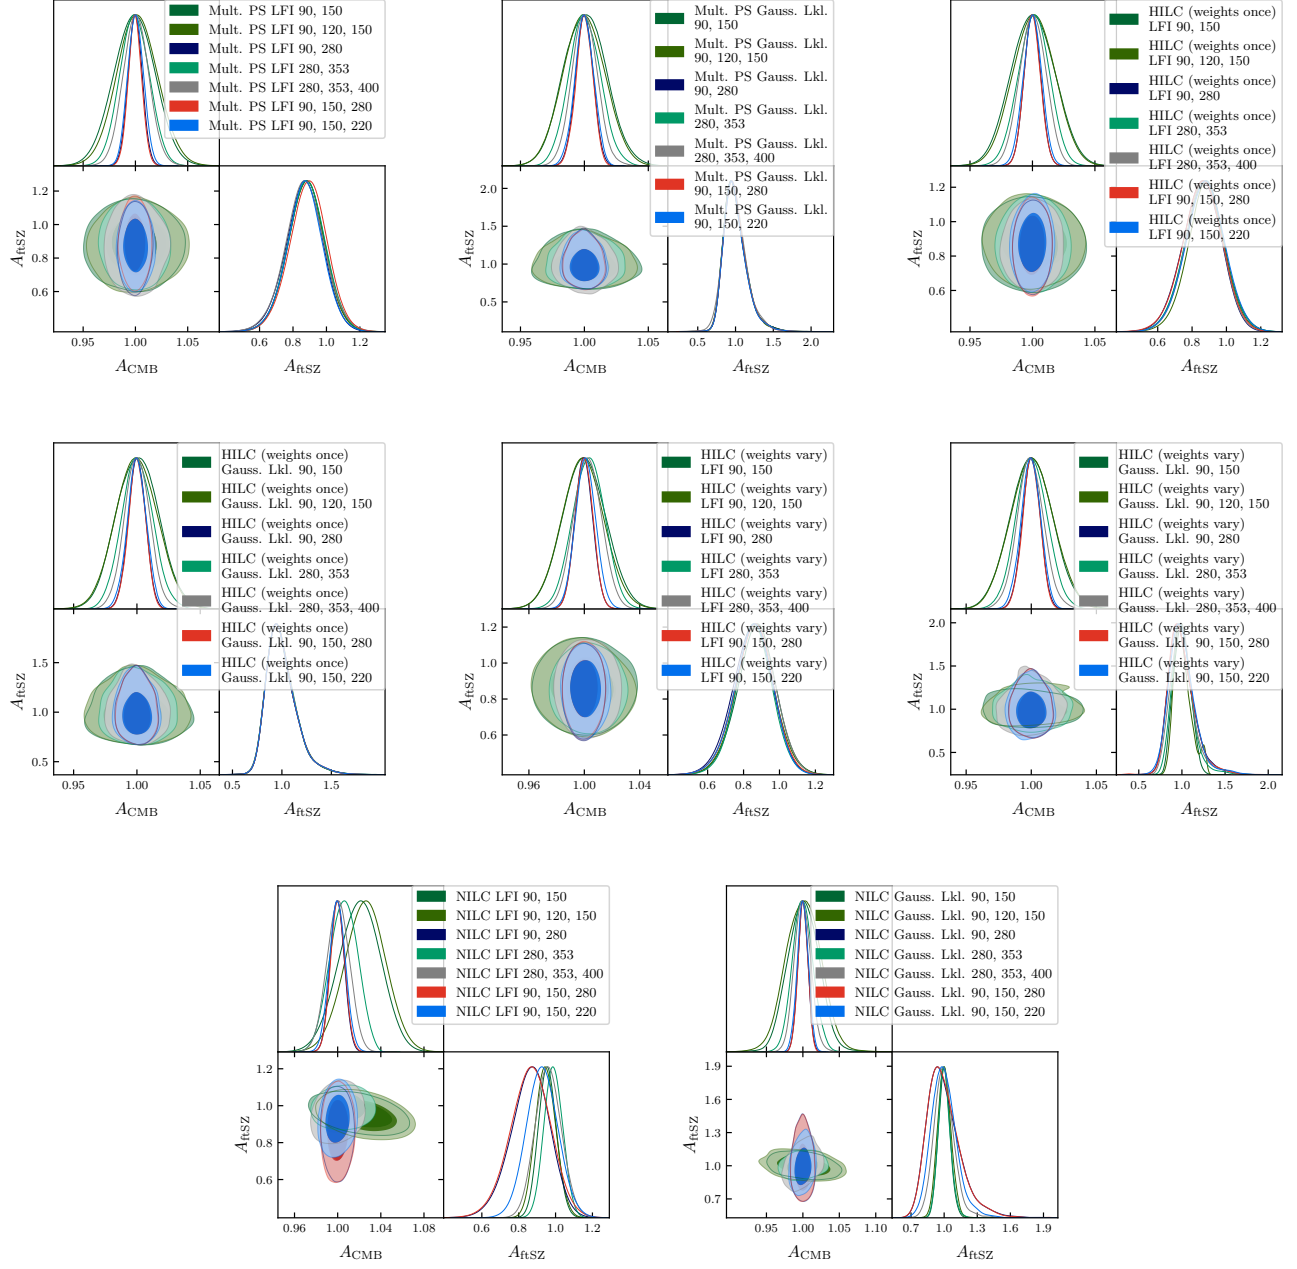 Mult. PS LFI 90, 150
Mult. PS LFI 90, 120, 150
Mult. PS LFI 90, 280
Mult. PS LFI 280, 353
Mult. PS LFI 280, 353, 400
Mult. PS LFI 90, 150, 280
Mult. PS LFI 90, 150, 220
1.2
1.0
0.8
0.6
A_ftSZ
0.95
1.00
1.05
0.6
0.8
1.0
1.2
A_CMB
A_ftSZ
Mult. PS Gauss. Lkl.
90, 150
Mult. PS Gauss. Lkl.
90, 120, 150
Mult. PS Gauss. Lkl.
90, 280
Mult. PS Gauss. Lkl.
280, 353
Mult. PS Gauss. Lkl.
280, 353, 400
Mult. PS Gauss. Lkl.
90, 150, 280
Mult. PS Gauss. Lkl.
90, 150, 220
2.0
1.5
1.0
0.5
A_ftSZ
0.95
1.00
1.05
1.0
1.5
2.0
A_CMB
A_ftSZ
HILC (weights once)
LFI 90, 150
HILC (weights once)
LFI 90, 120, 150
HILC (weights once)
LFI 90, 280
HILC (weights once)
LFI 280, 353
HILC (weights once)
LFI 280, 353, 400
HILC (weights once)
LFI 90, 150, 280
HILC (weights once)
LFI 90, 150, 220
1.2
1.0
0.8
0.6
A_ftSZ
0.95
1.00
1.05
0.6
0.8
1.0
1.2
A_CMB
A_ftSZ
HILC (weights once)
Gauss. Lkl. 90, 150
HILC (weights once)
Gauss. Lkl. 90, 120, 150
HILC (weights once)
Gauss. Lkl. 90, 280
HILC (weights once)
Gauss. Lkl. 280, 353
HILC (weights once)
Gauss. Lkl. 280, 353, 400
HILC (weights once)
Gauss. Lkl. 90, 150, 280
HILC (weights once)
Gauss. Lkl. 90, 150, 220
1.5
1.0
0.5
A_ftSZ
0.95
1.00
1.05
0.5
1.0
1.5
A_CMB
A_ftSZ
HILC (weights vary)
LFI 90, 150
HILC (weights vary)
LFI 90, 120, 150
HILC (weights vary)
LFI 90, 280
HILC (weights vary)
LFI 280, 353
HILC (weights vary)
LFI 280, 353, 400
HILC (weights vary)
LFI 90, 150, 280
HILC (weights vary)
LFI 90, 150, 220
1.2
1.0
0.8
0.6
A_ftSZ
0.96
1.00
1.04
0.6
0.8
1.0
1.2
A_CMB
A_ftSZ
HILC (weights vary)
Gauss. Lkl. 90, 150
HILC (weights vary)
Gauss. Lkl. 90, 120, 150
HILC (weights vary)
Gauss. Lkl. 90, 280
HILC (weights vary)
Gauss. Lkl. 280, 353
HILC (weights vary)
Gauss. Lkl. 280, 353, 400
HILC (weights vary)
Gauss. Lkl. 90, 150, 280
HILC (weights vary)
Gauss. Lkl. 90, 150, 220
2.0
1.5
1.0
0.5
A_ftSZ
0.95
1.00
1.05
0.5
1.0
1.5
2.0
A_CMB
A_ftSZ
NILC LFI 90, 150
NILC LFI 90, 120, 150
NILC LFI 90, 280
NILC LFI 280, 353
NILC LFI 280, 353, 400
NILC LFI 90, 150, 280
NILC LFI 90, 150, 220
1.2
1.0
0.8
0.6
A_ftSZ
0.96
1.00
1.04
1.08
0.6
0.8
1.0
1.2
A_CMB
A_ftSZ
NILC Gauss. Lkl. 90, 150
NILC Gauss. Lkl. 90, 120, 150
NILC Gauss. Lkl. 90, 280
NILC Gauss. Lkl. 280, 353
NILC Gauss. Lkl. 280, 353, 400
NILC Gauss. Lkl. 90, 150, 280
NILC Gauss. Lkl. 90, 150, 220
1.9
1.6
1.3
1.0
0.7
A_ftSZ
0.95
1.00
1.05
1.10
0.7
1.0
1.3
1.6
1.9
A_CMB
A_ftSZ